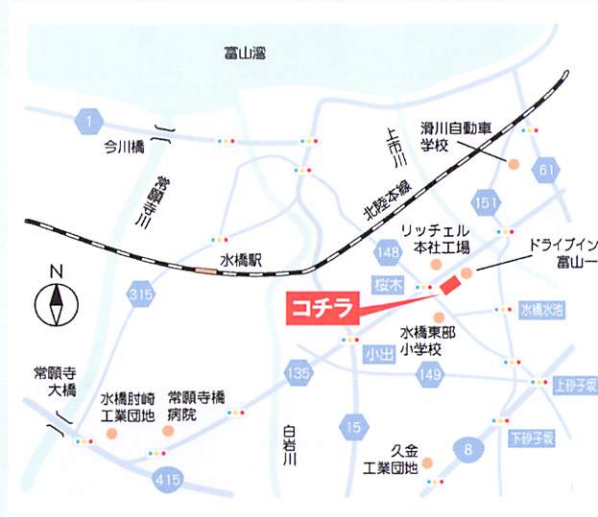 富山湾
1
今川橋
常願寺川
上市川
滑川自動車
学校
61
北陸本線
151
リッチェル
本社工場
ドライブイン
富山一
148
水橋駅
桜木
N
315
コチラ
水橋東部
小学校
水橋水池
小出
常願寺
大橋
水橋肘崎
工業団地
常願寺橋
病院
135
149
上砂子坂
白岩川
15
久金
工業団地
8
下砂子坂
415